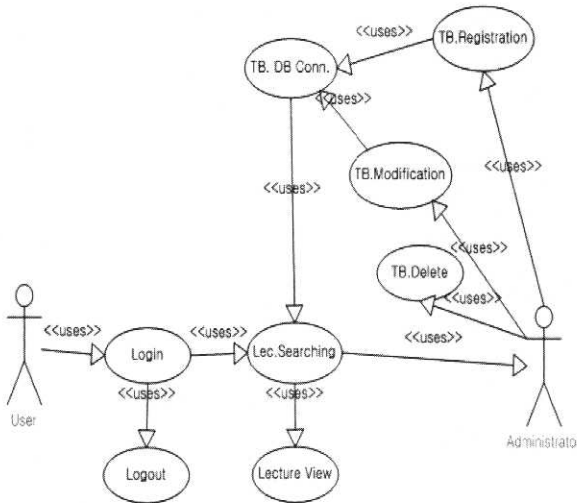 <<uses>>
TB.Registration
TB. DB Conn.
<<uses>>
TB.Modification
<<uses>>
<<uses>>
<<uses>>
TB.Delete
<<uses>>
<<uses>>
<<uses>>
<<uses>>
Login
Lec.Searching
<<uses>>
<<uses>>
User
Administrato
Logout
Lecture View